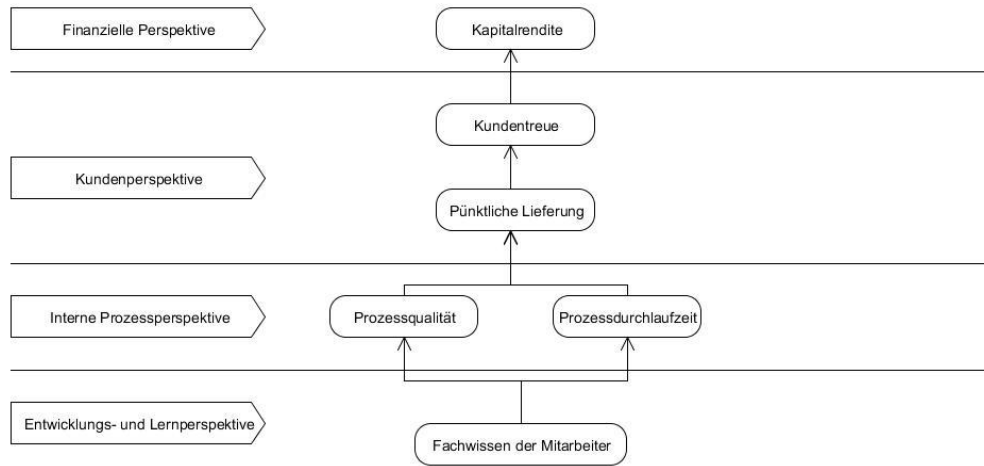 Finanzielle Perspektive
Kapitalrendite
Kundentreue
Kundenperspektive
Pünktliche Lieferung
Interne Prozessperspektive
Prozessqualität
Prozessdurchlaufzeit
Entwicklungs- und Lernperspektive
Fachwissen der Mitarbeiter